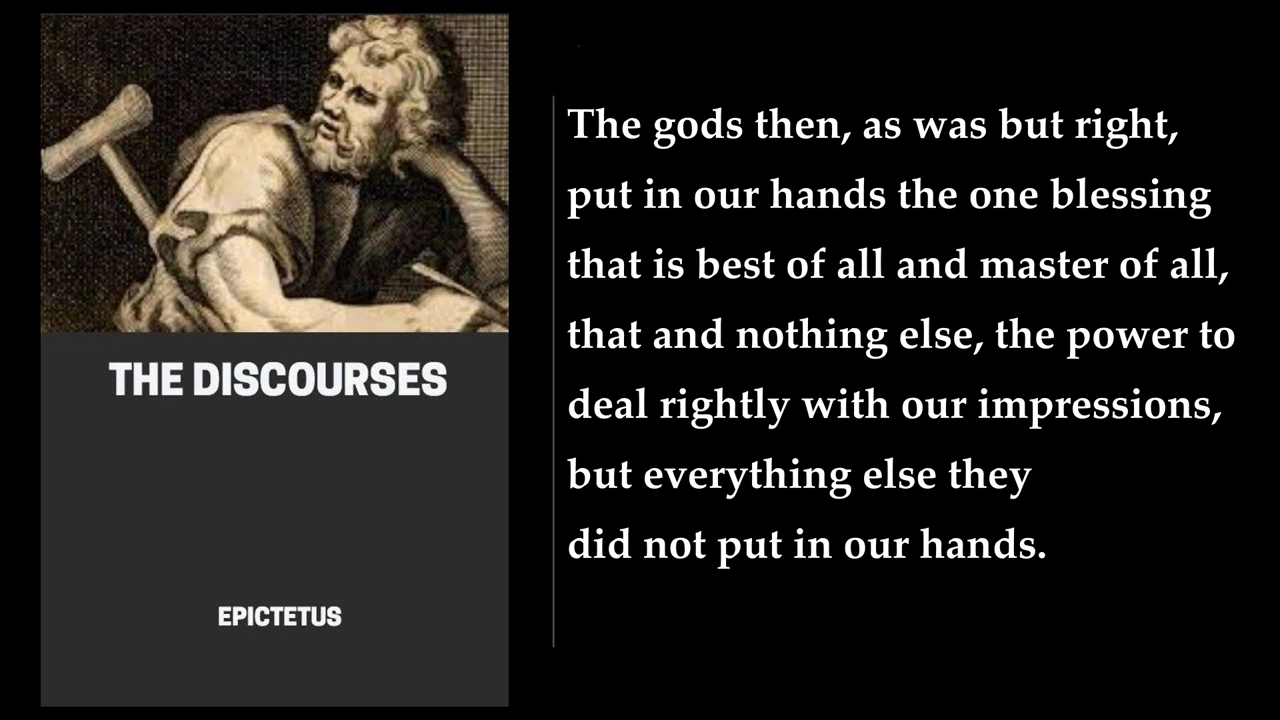 THE DISCOURSES
EPICTETUS
The gods then, as was but right,
put in our hands the one blessing
that is best of all and master of all,
that and nothing else, the power to
deal rightly with our impressions,
but everything else they
did not put in our hands.